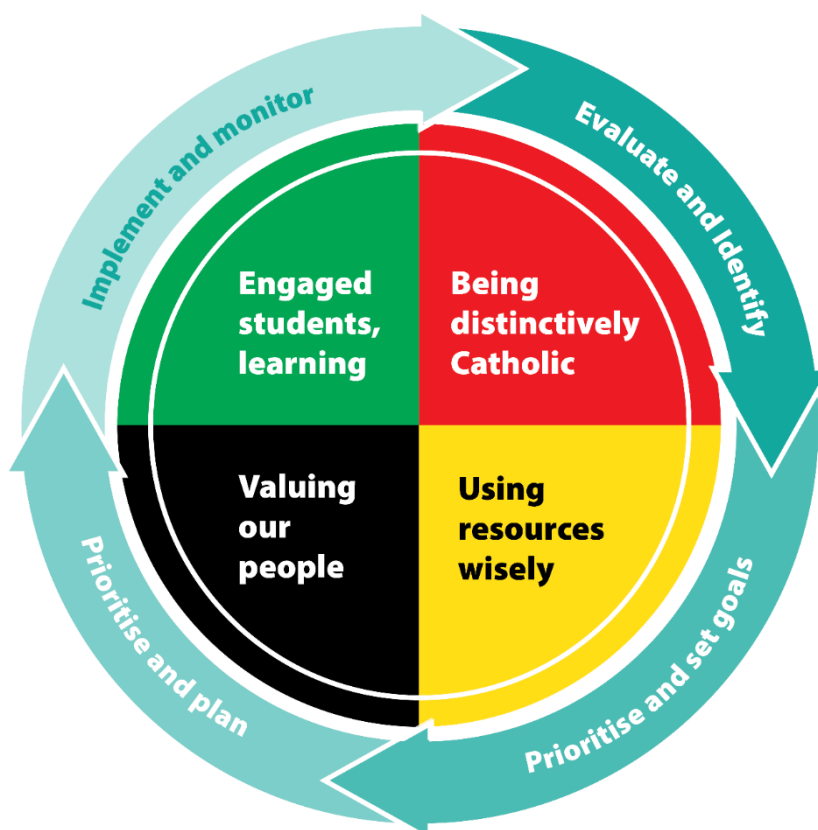 Implement and monitor
Evaluate and Identify
Engaged
students,
learning
Being
distinctively
Catholic
Valuing
our
people
Using
resources
wisely
Prioritise and plan
Prioritise and set goals